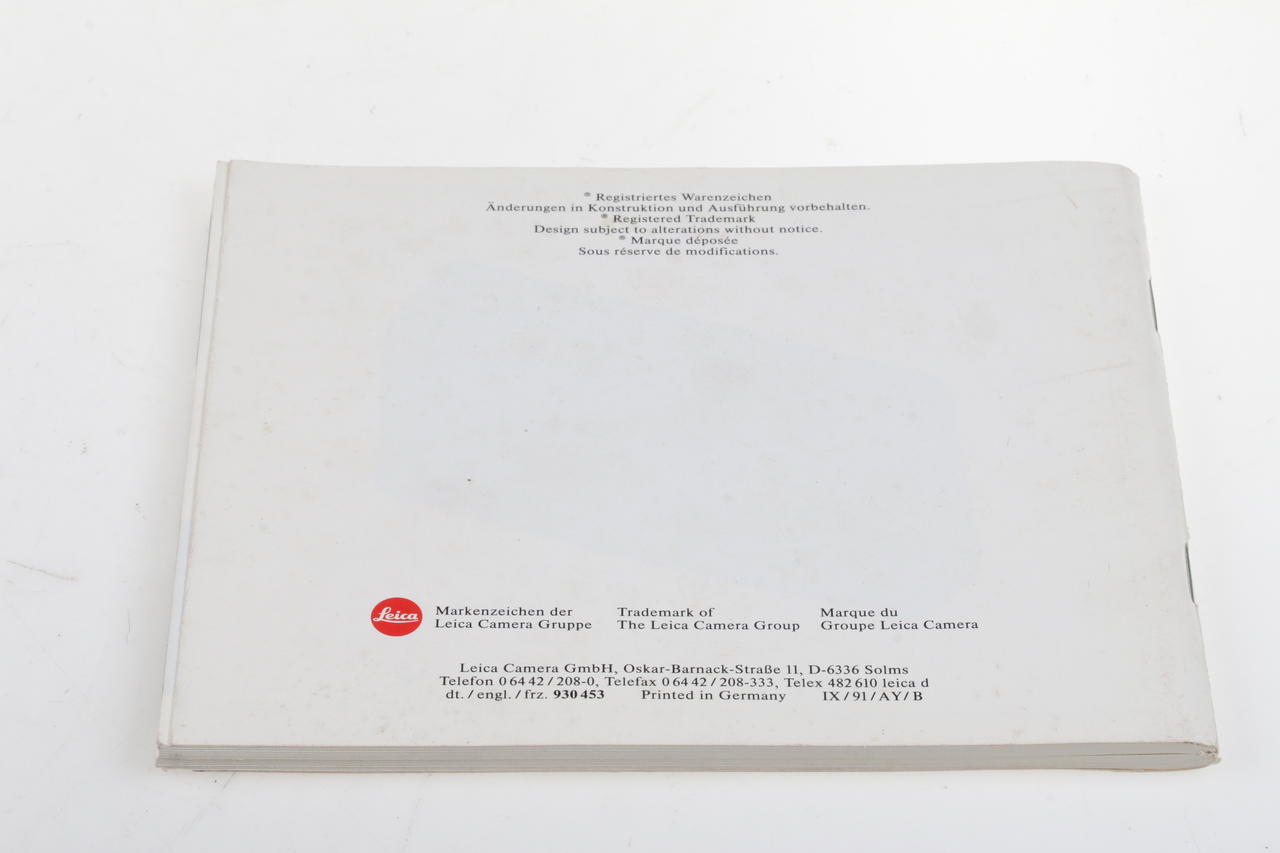 ® Registriertes Warenzeichen
Änderungen in Konstruktion und Ausführung vorbehalten.
® Registered Trademark
Design subject to alterations without notice.
® Marque déposée
Sous réserve de modifications.
Leica
Markenzeichen der
Leica Camera Gruppe
Trademark of
The Leica Camera Group
Marque du
Groupe Leica Camera
Leica Camera GmbH, Oskar-Barnack-Straße 11, D-6336 Solms
Telefon 0 64 42 / 208-0, Telefax 0 64 42 / 208-333, Telex 482 610 leica d
dt. / engl. / frz. 930 453 Printed in Germany IX / 91 / AY / B